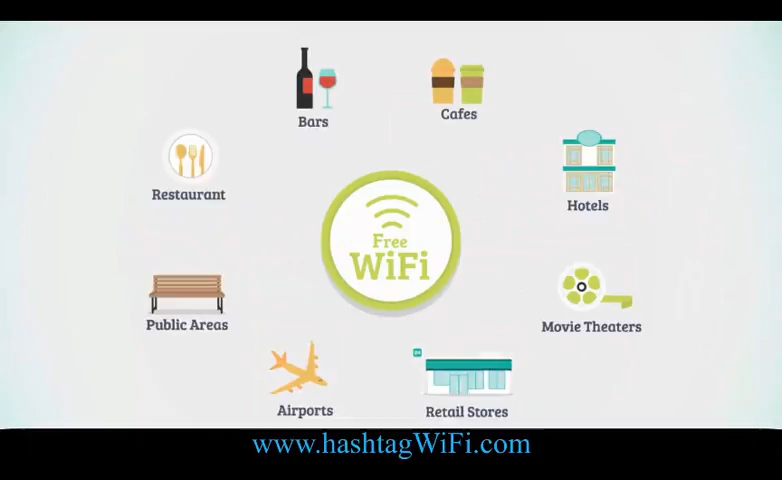 Bars
Cafes
Restaurant
Hotels
Free
WiFi
Public Areas
Movie Theaters
Airports
Retail Stores
www.hashtagWiFi.com